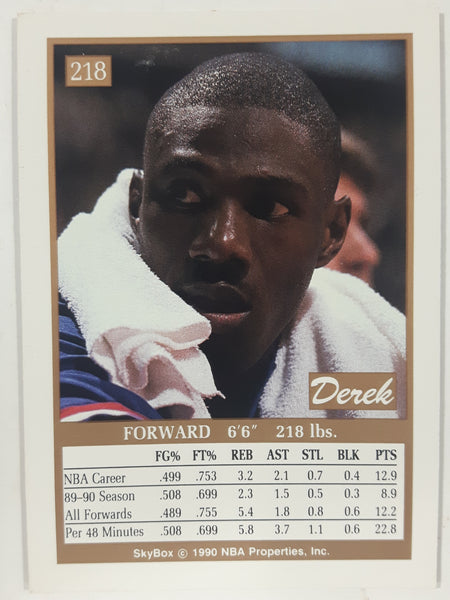 218
Derek
FORWARD 6'6" 218 lbs.
FG% FT% REB AST STL BLK PTS
NBA Career .499 .753 3.2 2.1 0.7 0.4 12.9
89-90 Season .508 .699 2.3 1.5 0.5 0.3 8.9
All Forwards .489 .755 5.4 1.8 0.8 0.6 12.2
Per 48 Minutes .508 .699 5.8 3.7 1.1 0.6 22.8
SkyBox © 1990 NBA Properties, Inc.